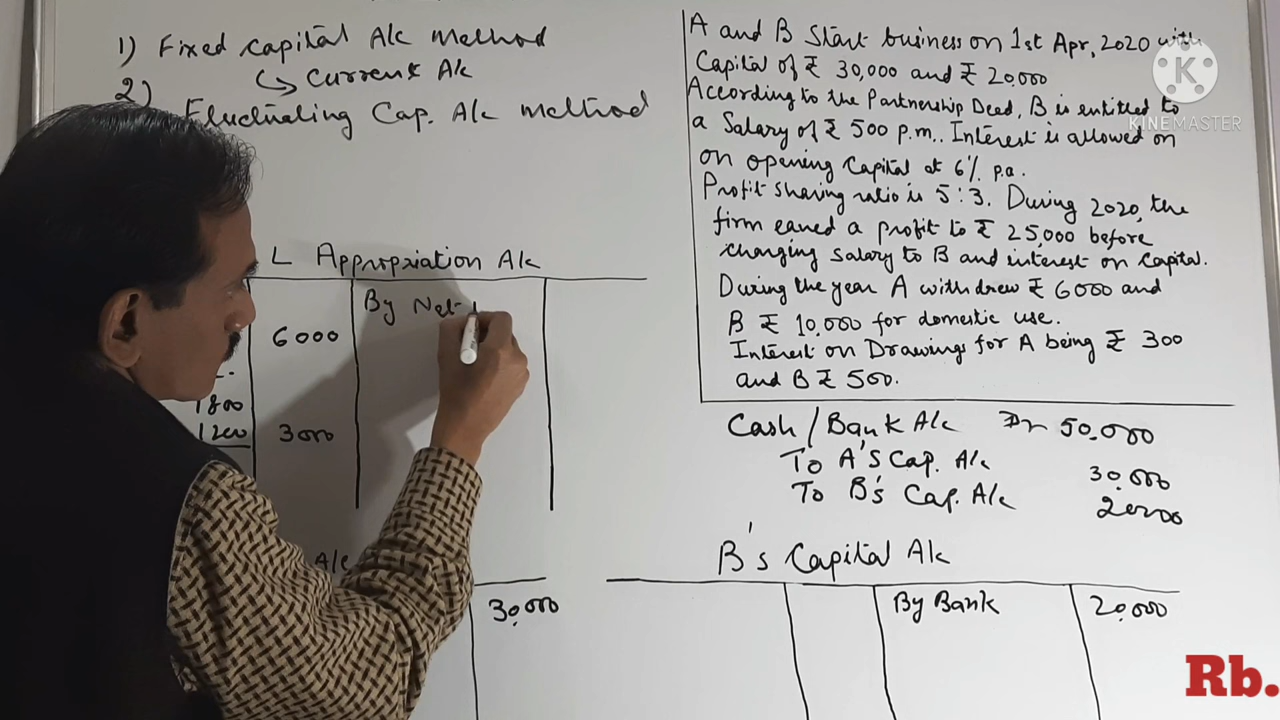 1) Fixed Capital A/c Method
↳ Current A/c
2) Fluctuating Cap. A/c Method
L Appropriation A/c
By Net
6000
1800
1200 3000
A/c
30,000
A and B Start business on 1st Apr, 2020 with
Capital of ₹ 30,000 and ₹ 20,000
According to the Partnership Deed, B is entitled to
a Salary of ₹ 500 p.m.. Interest is allowed on
on opening Capital at 6% p.a.
Profit sharing ratio is 5:3. During 2020, the
firm earned a profit to ₹ 25,000 before
charging salary to B and interest on Capital.
During the year A withdrew ₹ 6000 and
B ₹ 10,000 for domestic use.
Interest on Drawings for A being ₹ 300
and B ₹ 500.
Cash/Bank A/c Dr 50,000
To A's Cap. A/c 30,000
To B's Cap. A/c 20000
B's Capital A/c
By Bank 20,000
KINEMASTER
Rb.